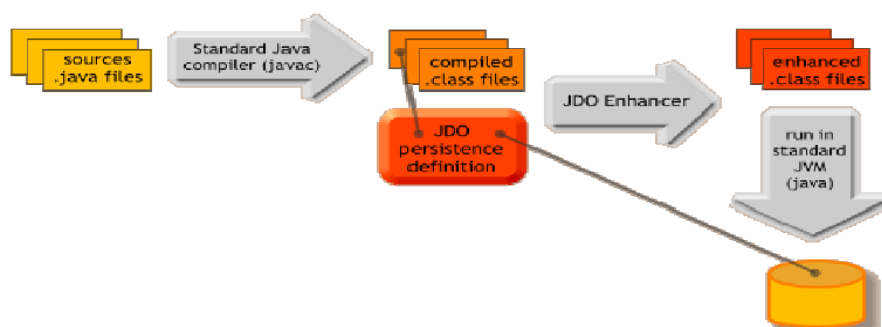 sources
.java files
Standard Java
compiler (javac)
compiled
.class files
JDO
persistence
definition
JDO Enhancer
enhanced
.class files
run in
standard
JVM
(java)